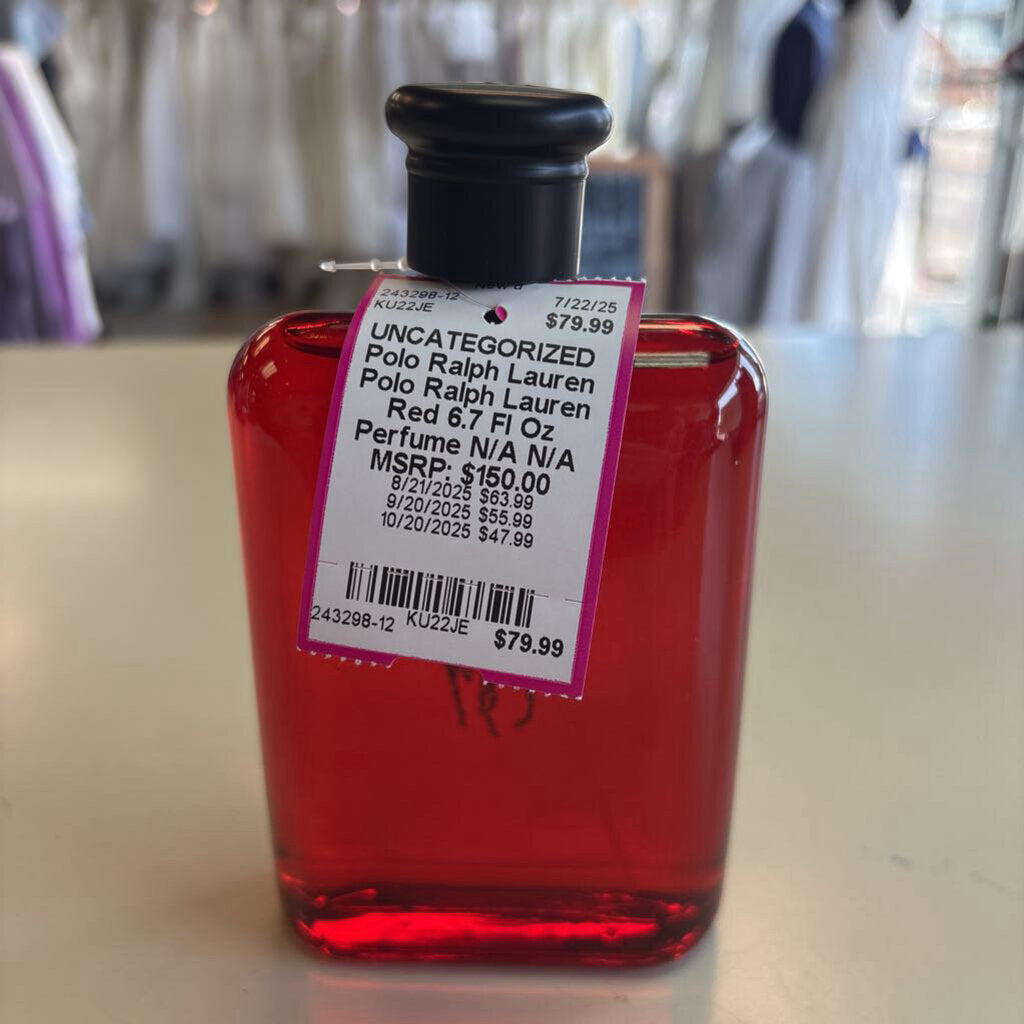 New d
243298-12 7/22/25
KU22JE $79.99
UNCATEGORIZED
Polo Ralph Lauren
Polo Ralph Lauren
Red 6.7 Fl Oz
Perfume N/A N/A
MSRP: $150.00
8/21/2025 $63.99
9/20/2025 $55.99
10/20/2025 $47.99
243298-12 KU22JE $79.99